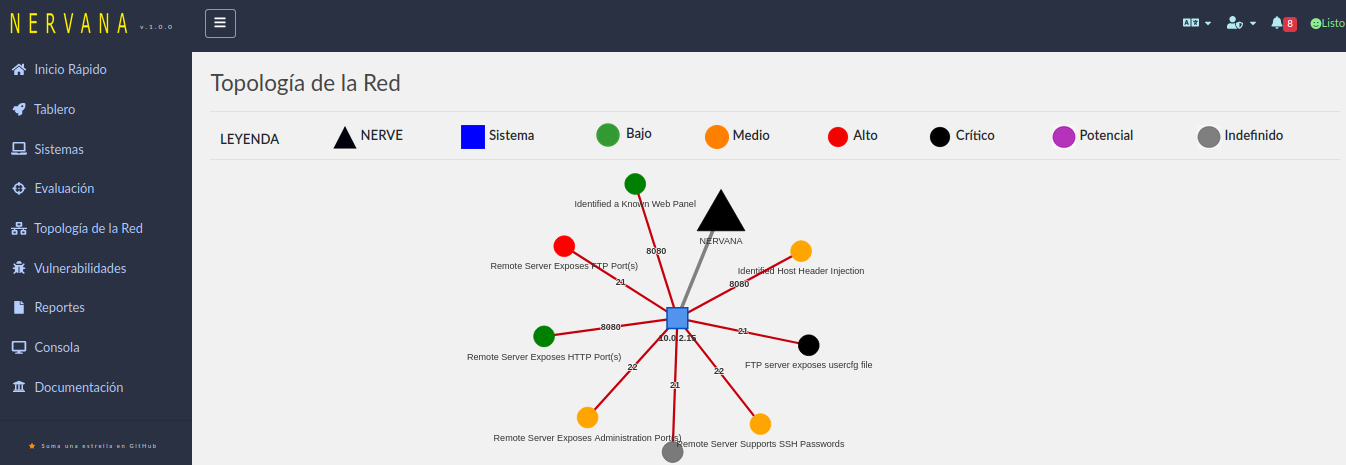 NERVANA v.1.0.0
8 Listo
Inicio Rápido
Tablero
Sistemas
Evaluación
Topología de la Red
Vulnerabilidades
Reportes
Consola
Documentación
Suma una estrella en GitHub
Topología de la Red
LEYENDA NERVE Sistema Bajo Medio Alto Crítico Potencial Indefinido
Identified a Known Web Panel
NERVANA
8080
Remote Server Exposes FTP Port(s)
21
Identified Host Header Injection
8080
8080
21
10.0.2.15
Remote Server Exposes HTTP Port(s)
FTP server exposes usercfg file
22
21
22
Remote Server Exposes Administration Port(s)
Remote Server Supports SSH Passwords